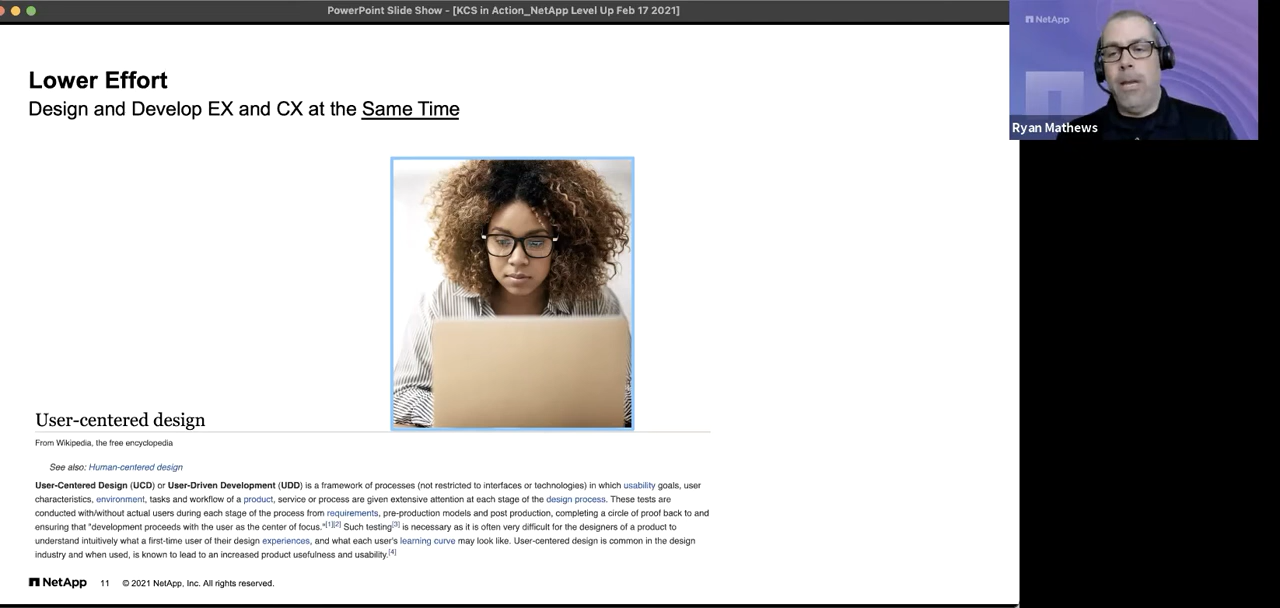 PowerPoint Slide Show - [KCS in Action_NetApp Level Up Feb 17 2021]
NetApp
Ryan Mathews
Lower Effort
Design and Develop EX and CX at the Same Time
User-centered design
From Wikipedia, the free encyclopedia
See also: Human-centered design
User-Centered Design (UCD) or User-Driven Development (UDD) is a framework of processes (not restricted to interfaces or technologies) in which usability goals, user
characteristics, environment, tasks and workflow of a product, service or process are given extensive attention at each stage of the design process. These tests are
conducted with/without actual users during each stage of the process from requirements, pre-production models and post production, completing a circle of proof back to and
ensuring that "development proceeds with the user as the center of focus."[1][2] Such testing[3] is necessary as it is often very difficult for the designers of a product to
understand intuitively what a first-time user of their design experiences, and what each user's learning curve may look like. User-centered design is common in the design
industry and when used, is known to lead to an increased product usefulness and usability.[4]
NetApp 11 © 2021 NetApp, Inc. All rights reserved.